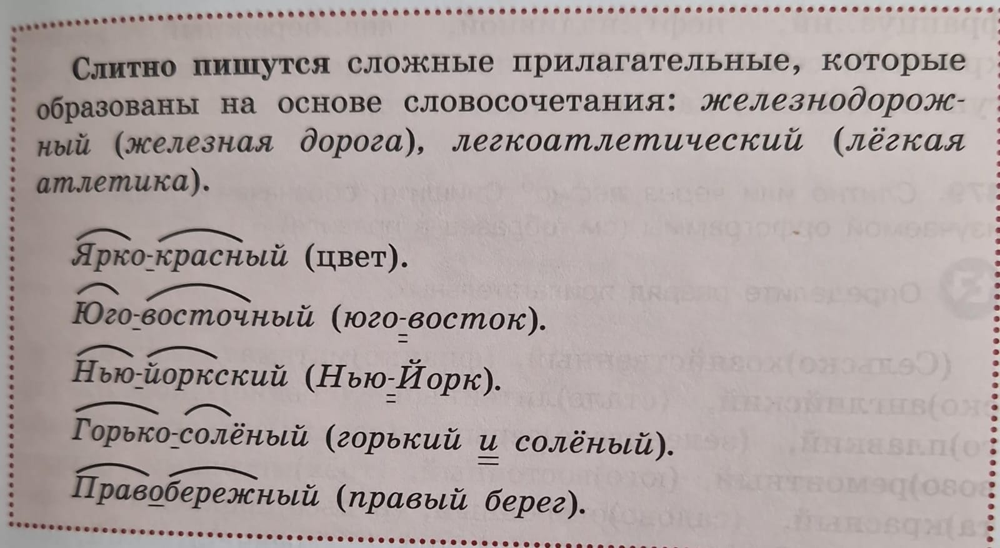 Слитно пишутся сложные прилагательные, которые
образованы на основе словосочетания: железнодорож-
ный (железная дорога), легкоатлетический (лёгкая
атлетика).
Ярко-красный (цвет).
Юго-восточный (юго-восток).
Нью-йоркский (Нью-Йорк).
Горько-солёный (горький и солёный).
Правобережный (правый берег).